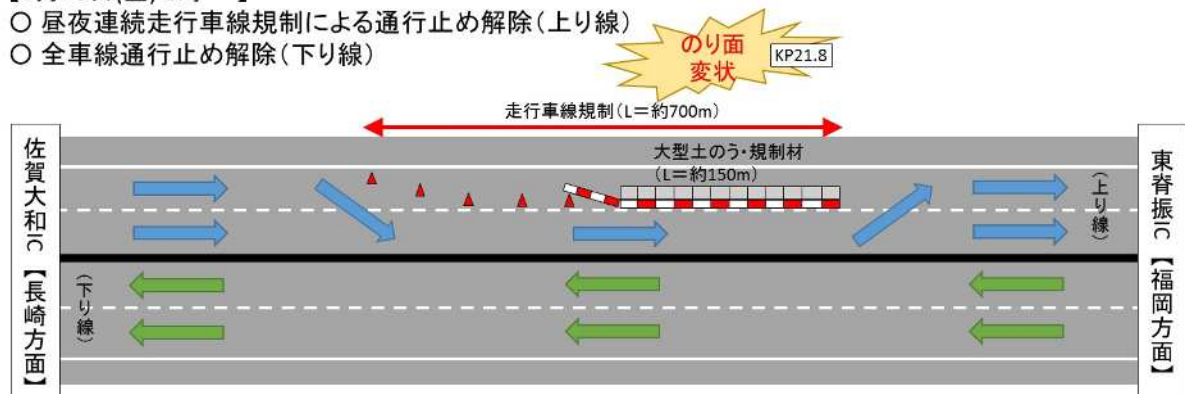 ○ 昼夜連続走行車線規制による通行止め解除(上り線)
○ 全車線通行止め解除(下り線)
のり面
変状
KP21.8
走行車線規制(L=約700m)
大型土のう・規制材
(L=約150m)
佐賀大和IC【長崎方面】
(上り線)
(下り線)
東脊振IC【福岡方面】